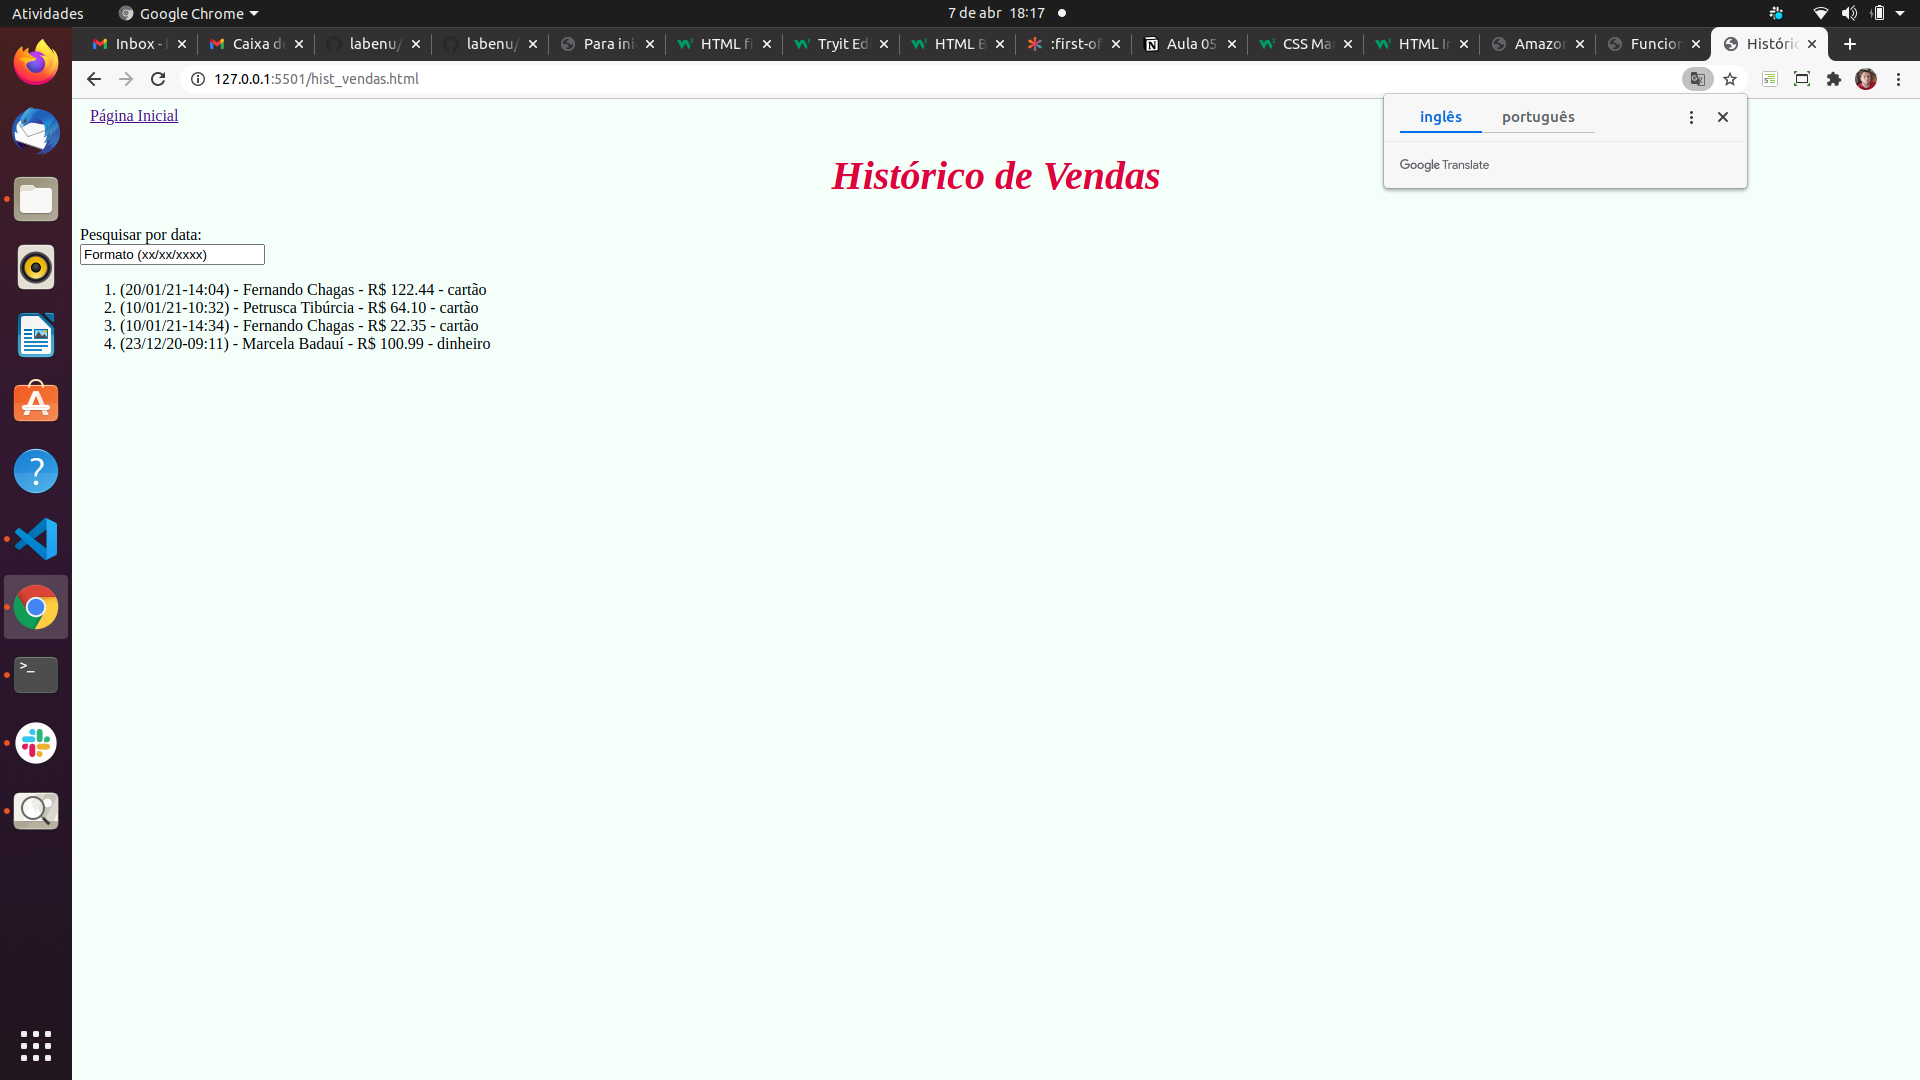 Atividades
Google Chrome
7 de abr 18:17
Inbox -
Caixa de
labenu/
labenu/
Para ini
HTML fi
Tryit Ed
HTML B
:first-of
Aula 05
CSS Ma
HTML In
Amazon
Funcion
Históric
127.0.0.1:5501/hist_vendas.html
inglês
português
Google Translate
Página Inicial
Histórico de Vendas
Pesquisar por data:
Formato (xx/xx/xxxx)
1. (20/01/21-14:04) - Fernando Chagas - R$ 122.44 - cartão
2. (10/01/21-10:32) - Petrusca Tibúrcia - R$ 64.10 - cartão
3. (10/01/21-14:34) - Fernando Chagas - R$ 22.35 - cartão
4. (23/12/20-09:11) - Marcela Badauí - R$ 100.99 - dinheiro